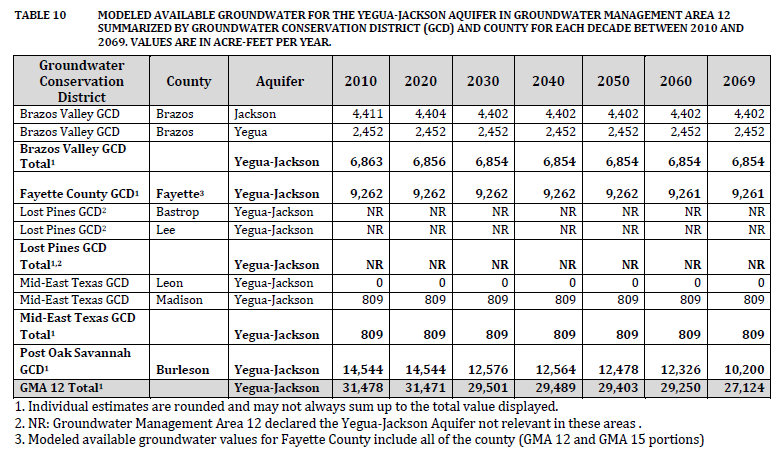 TABLE 10 MODELED AVAILABLE GROUNDWATER FOR THE YEGUA-JACKSON AQUIFER IN GROUNDWATER MANAGEMENT AREA 12
SUMMARIZED BY GROUNDWATER CONSERVATION DISTRICT (GCD) AND COUNTY FOR EACH DECADE BETWEEN 2010 AND
2069. VALUES ARE IN ACRE-FEET PER YEAR.
Groundwater
Conservation
District County Aquifer 2010 2020 2030 2040 2050 2060 2069
Brazos Valley GCD Brazos Jackson 4,411 4,404 4,402 4,402 4,402 4,402 4,402
Brazos Valley GCD Brazos Yegua 2,452 2,452 2,452 2,452 2,452 2,452 2,452
Brazos Valley GCD
Total1 Yegua-Jackson 6,863 6,856 6,854 6,854 6,854 6,854 6,854
Fayette County GCD1 Fayette3 Yegua-Jackson 9,262 9,262 9,262 9,262 9,262 9,261 9,261
Lost Pines GCD2 Bastrop Yegua-Jackson NR NR NR NR NR NR NR
Lost Pines GCD2 Lee Yegua-Jackson NR NR NR NR NR NR NR
Lost Pines GCD
Total1,2 Yegua-Jackson NR NR NR NR NR NR NR
Mid-East Texas GCD Leon Yegua-Jackson 0 0 0 0 0 0 0
Mid-East Texas GCD Madison Yegua-Jackson 809 809 809 809 809 809 809
Mid-East Texas GCD
Total1 Yegua-Jackson 809 809 809 809 809 809 809
Post Oak Savannah
GCD1 Burleson Yegua-Jackson 14,544 14,544 12,576 12,564 12,478 12,326 10,200
GMA 12 Total1 Yegua-Jackson 31,478 31,471 29,501 29,489 29,403 29,250 27,124
1. Individual estimates are rounded and may not always sum up to the total value displayed.
2. NR: Groundwater Management Area 12 declared the Yegua-Jackson Aquifer not relevant in these areas .
3. Modeled available groundwater values for Fayette County include all of the county (GMA 12 and GMA 15 portions)